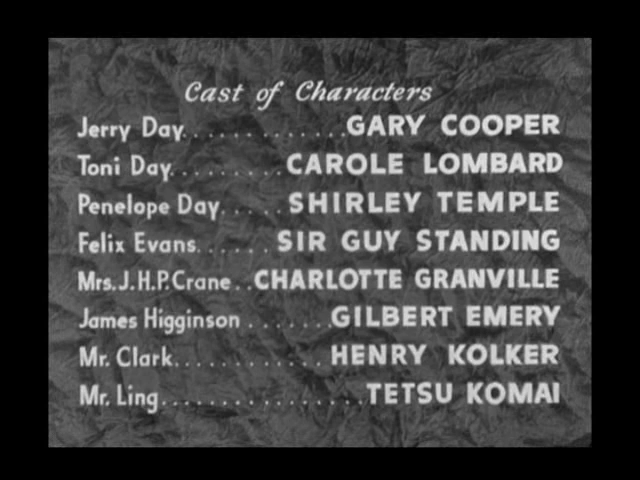 Cast of Characters
Jerry Day.............GARY COOPER
Toni Day.........CAROLE LOMBARD
Penelope Day.....SHIRLEY TEMPLE
Felix Evans......SIR GUY STANDING
Mrs.J.H.P.Crane..CHARLOTTE GRANVILLE
James Higginson.......GILBERT EMERY
Mr. Clark............HENRY KOLKER
Mr. Ling................TETSU KOMAI